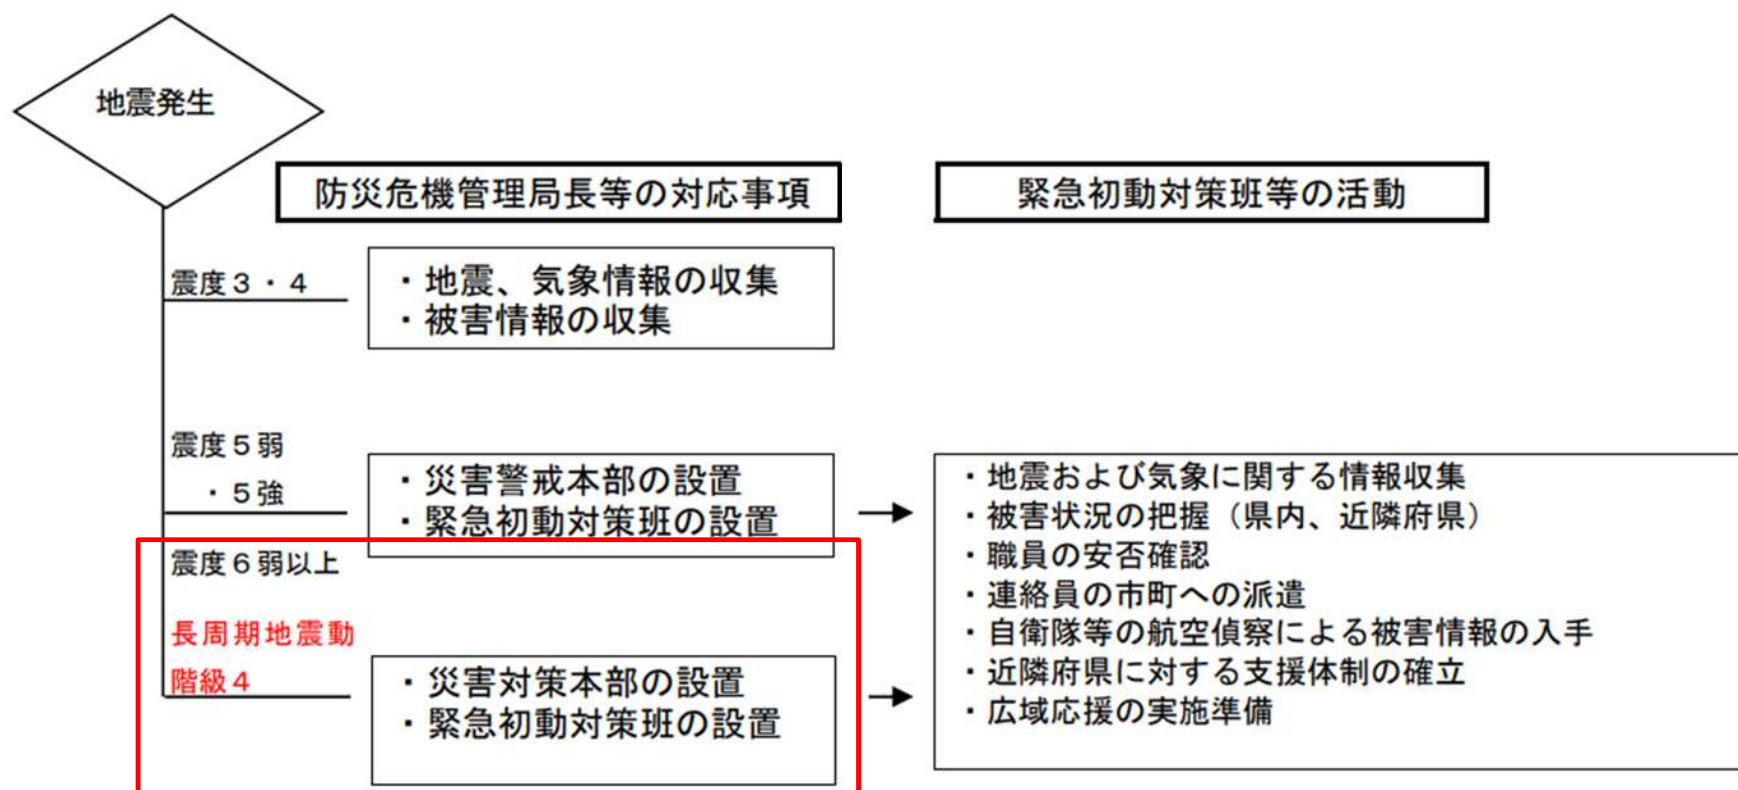 地震発生
防災危機管理局長等の対応事項
緊急初動対策班等の活動
震度３・４
・地震、気象情報の収集
・被害情報の収集
震度５弱
・５強
・災害警戒本部の設置
・緊急初動対策班の設置
震度６弱以上
長周期地震動
階級４
・災害対策本部の設置
・緊急初動対策班の設置
・地震および気象に関する情報収集
・被害状況の把握（県内、近隣府県）
・職員の安否確認
・連絡員の市町への派遣
・自衛隊等の航空偵察による被害情報の入手
・近隣府県に対する支援体制の確立
・広域応援の実施準備